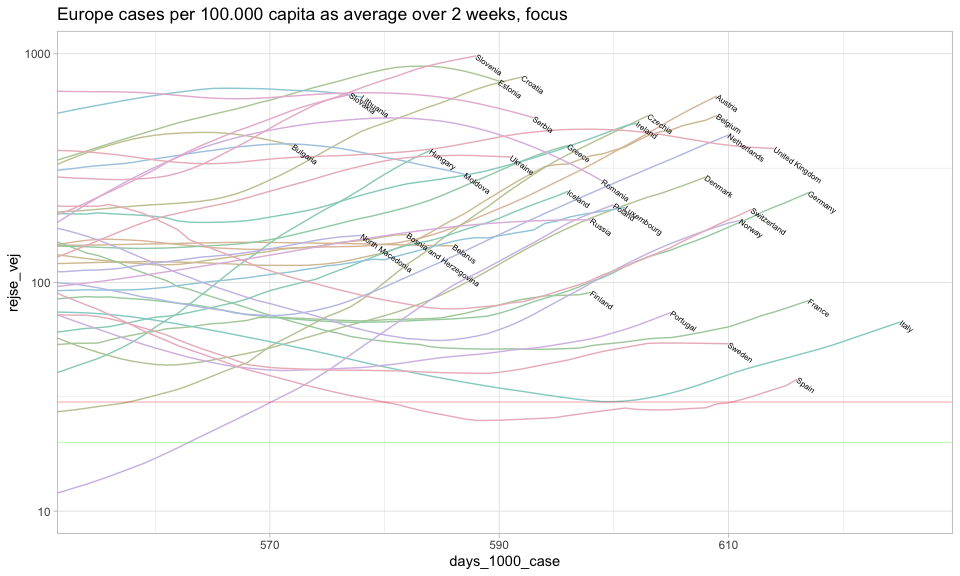 Europe cases per 100.000 capita as average over 2 weeks, focus
1000
Slovenia
Croatia
Estonia
Lithuania
Slovakia
Austria
Serbia
Czechia
Belgium
Ireland
Netherlands
Bulgaria
Hungary
Greece
United Kingdom
Ukraine
Moldova
Denmark
Romania
Iceland
Germany
Luxembourg
Poland
Switzerland
Russia
Norway
North Macedonia
Bosnia and Herzegovina
Belarus
100
Finland
France
Portugal
Italy
Sweden
Spain
10
rejse_vej
570
590
610
days_1000_case